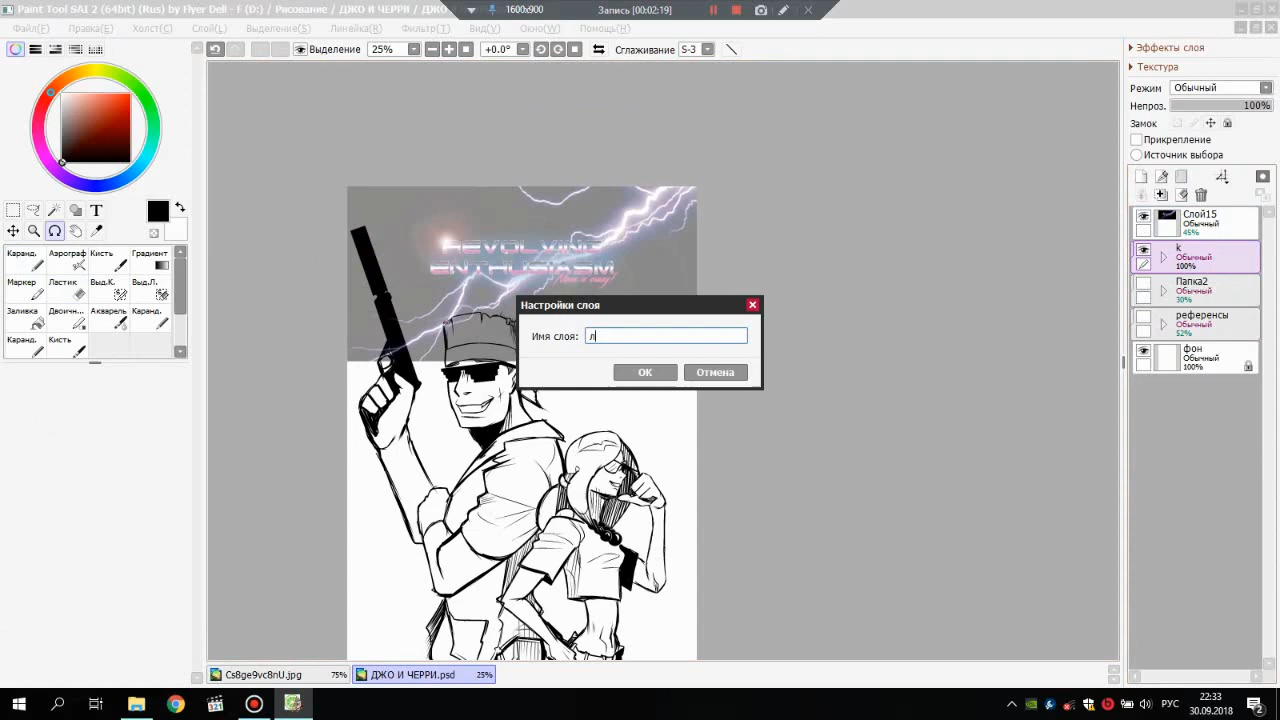 Paint Tool SAI 2 (64bit) (Rus) by Flyer Dell - F (D:) / Рисование / ДЖО И ЧЕРРИ / ДЖО
1600x900
Запись [00:02:19]
Файл(F) Правка(E) Холст(C) Слой(L) Выделение(S) Линейка(R) Фильтр(T) Вид(V) Окно(W) Помощь(H)
Выделение 25% +0.0° Сглаживание S-3
Эффекты слоя
Текстура
Режим Обычный
Непроз. 100%
Замок
Прикрепление
Источник выбора
Каранд. Аэрограф Кисть Градиент
Маркер Ластик Выд.К. Выд.Л.
Заливка Двоичн... Акварель Каранд.
Каранд. Кисть
Слой15
45%
k
Обычный
100%
Папка2
Обычный
30%
референсы
Обычный
52%
фон
Обычный
100%
REVOLVING
ENTHUSIASM
Настройки слоя
Имя слоя: л
OK Отмена
Cs8ge9vc8nU.jpg 75% ДЖО И ЧЕРРИ.psd 25%
321
РУС
22:33
30.09.2018
2